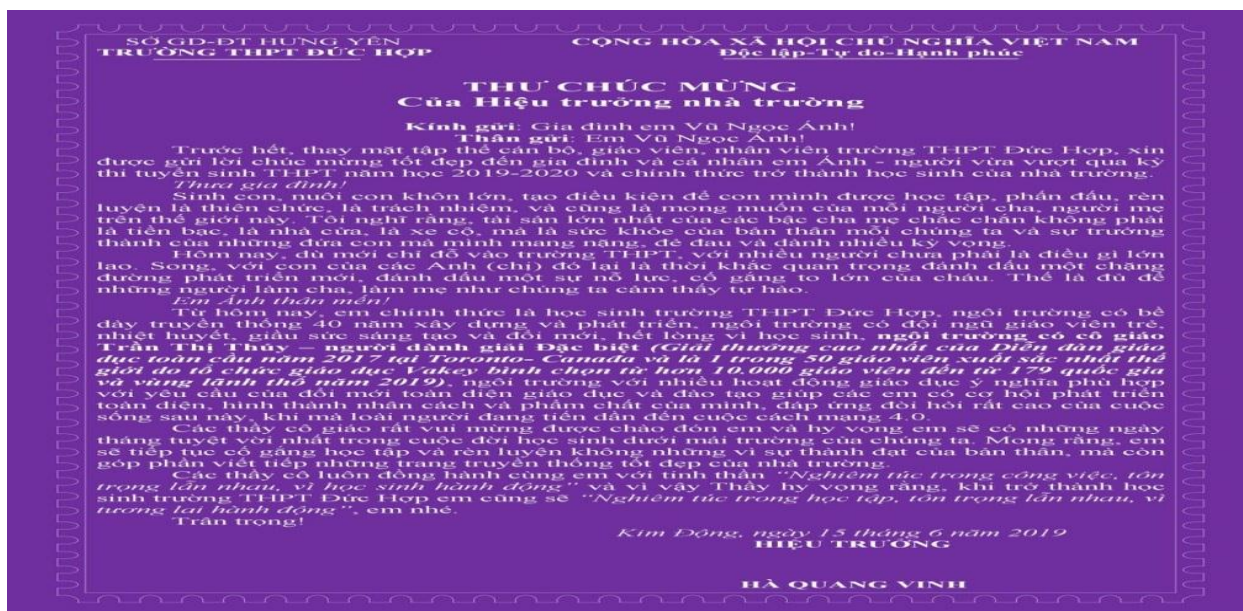 SỞ GD-ĐT HƯNG YÊN
TRƯỜNG THPT ĐỨC HỢP
CỘNG HÒA XÃ HỘI CHỦ NGHĨA VIỆT NAM
Độc lập-Tự do-Hạnh phúc
THƯ CHÚC MỪNG
Của Hiệu trưởng nhà trường
Kính gửi: Gia đình em Vũ Ngọc Ánh!
Thân gửi: Em Vũ Ngọc Ánh!
Trước hết, thay mặt tập thể cán bộ, giáo viên, nhân viên trường THPT Đức Hợp, xin
được gửi lời chúc mừng tốt đẹp đến gia đình và cá nhân em Ánh - người vừa vượt qua kỳ
thi tuyển sinh THPT năm học 2019-2020 và chính thức trở thành học sinh của nhà trường.
Thưa gia đình!
Sinh con, nuôi con khôn lớn, tạo điều kiện để con mình được học tập, phấn đấu, rèn
luyện là thiên chức, là trách nhiệm, và cũng là mong muốn của mỗi người cha, người mẹ
trên thế giới này. Tôi nghĩ rằng, tài sản lớn nhất của các bậc cha mẹ chắc chắn không phải
là tiền bạc, là nhà cửa, là xe cộ, mà là sức khỏe của bản thân mỗi chúng ta và sự trưởng
thành của những đứa con mà mình mang nặng, đẻ đau và dành nhiều kỳ vọng.
Hôm nay, dù mới chỉ đỗ vào trường THPT, với nhiều người chưa phải là điều gì lớn
lao. Song, với con của các Anh (chị) đó lại là thời khắc quan trọng đánh dấu một chặng
đường phát triển mới, đánh dấu một sự nỗ lực, cố gắng to lớn của cháu. Thế là đủ để
những người làm cha, làm mẹ như chúng ta cảm thấy tự hào.
Em Ánh thân mến!
Từ hôm nay, em chính thức là học sinh trường THPT Đức Hợp, ngôi trường có bề
dày truyền thống 40 năm xây dựng và phát triển, ngôi trường có đội ngũ giáo viên trẻ,
nhiệt huyết, giàu sức sáng tạo và đổi mới, hết lòng vì học sinh, ngôi trường có cô giáo
Trần Thị Thúy - người dành giải Đặc biệt (Giải thưởng cao nhất của Diễn đàn giáo
dục toàn cầu năm 2017 tại Toronto- Canada và là 1 trong 50 giáo viên xuất sắc nhất thế
giới do tổ chức giáo dục Vakey bình chọn từ hơn 10.000 giáo viên đến từ 179 quốc gia
và vùng lãnh thổ năm 2019), ngôi trường với nhiều hoạt động giáo dục ý nghĩa phù hợp
với yêu cầu của đổi mới toàn diện giáo dục và đào tạo giúp các em có cơ hội phát triển
toàn diện, hình thành nhân cách và phẩm chất của mình, đáp ứng đòi hỏi rất cao của cuộc
sống sau này, khi mà loài người đang tiến dần đến cuộc cách mạng 4.0.
Các thầy cô giáo rất vui mừng được chào đón em và hy vọng em sẽ có những ngày
tháng tuyệt vời nhất trong cuộc đời học sinh dưới mái trường của chúng ta. Mong rằng, em
sẽ tiếp tục cố gắng học tập và rèn luyện không những vì sự thành đạt của bản thân, mà còn
góp phần viết tiếp những trang truyền thống tốt đẹp của nhà trường.
Các thầy cô luôn đồng hành cùng em với tinh thần "Nghiêm túc trong công việc, tôn
trọng lẫn nhau, vì học sinh hành động" và vì vậy Thầy hy vọng rằng, khi trở thành học
sinh trường THPT Đức Hợp em cũng sẽ "Nghiêm túc trong học tập, tôn trọng lẫn nhau, vì
tương lai hành động", em nhé.
Trân trọng!
Kim Động, ngày 15 tháng 6 năm 2019
HIỆU TRƯỞNG
HÀ QUANG VINH